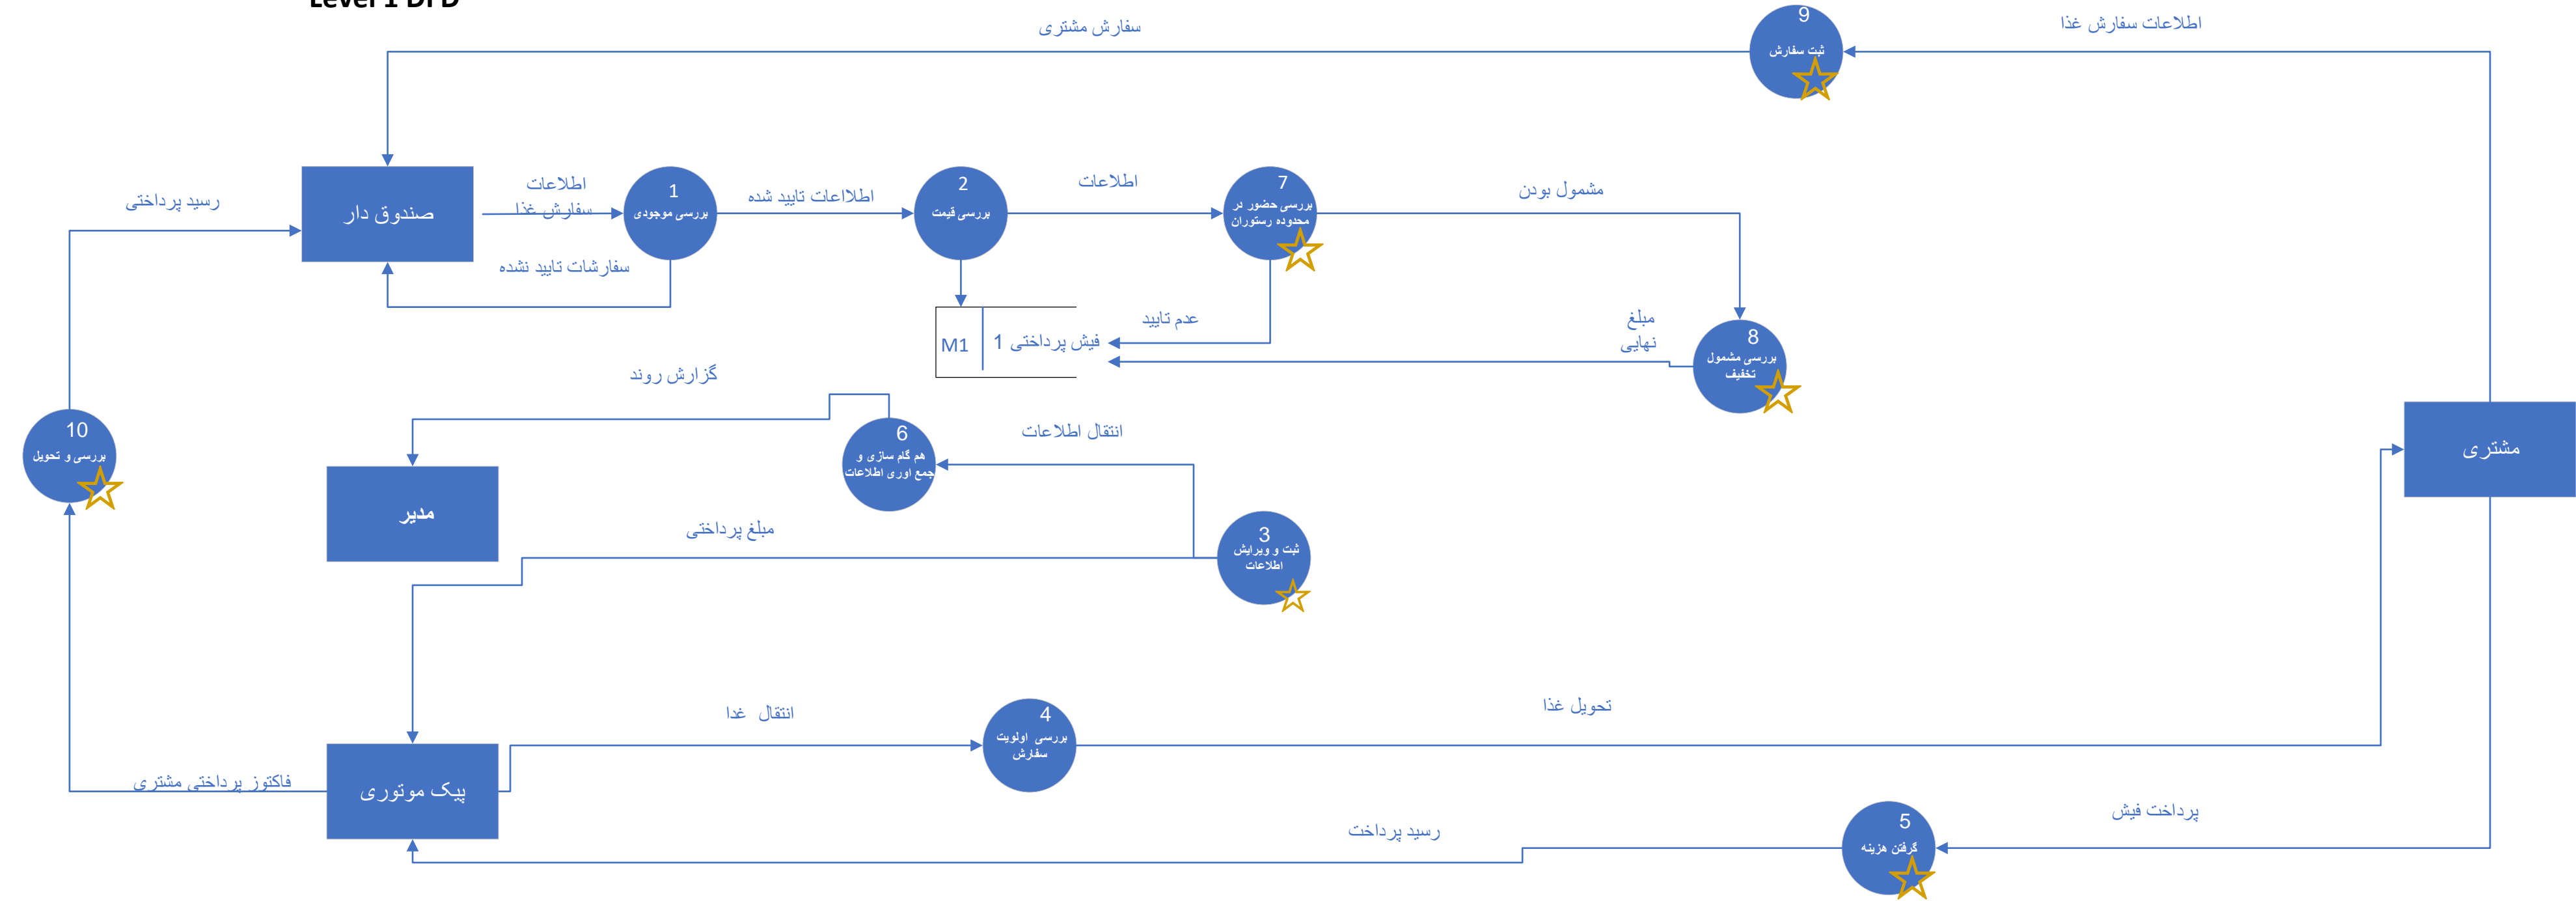 Level 1 DFD
اطلاعات سفارش غذا
9
ثبت سفارش
سفارش مشتری
رسید پرداختی
صندوق دار
اطلاعات
سفارش غذا
1
بررسی موجودی
اطلااعات تایید شده
2
بررسی قیمت
اطلاعات
7
بررسی حضور در
محدوده رستوران
مشمول بودن
سفارشات تایید نشده
M1
فیش پرداختی 1
عدم تایید
مبلغ
نهایی
8
بررسی مشمول
تخفیف
گزارش روند
10
بررسی و تحویل
6
هم گام سازی و
جمع اوری اطلاعات
انتقال اطلاعات
مشتری
مدیر
مبلغ پرداختی
3
ثبت و ویرایش
اطلاعات
انتقال غدا
4
بررسی اولویت
سفارش
تحویل غذا
فاکتوز پرداختی مشتری
پیک موتوری
رسید پرداخت
5
گرفتن هزینه
پرداخت فیش